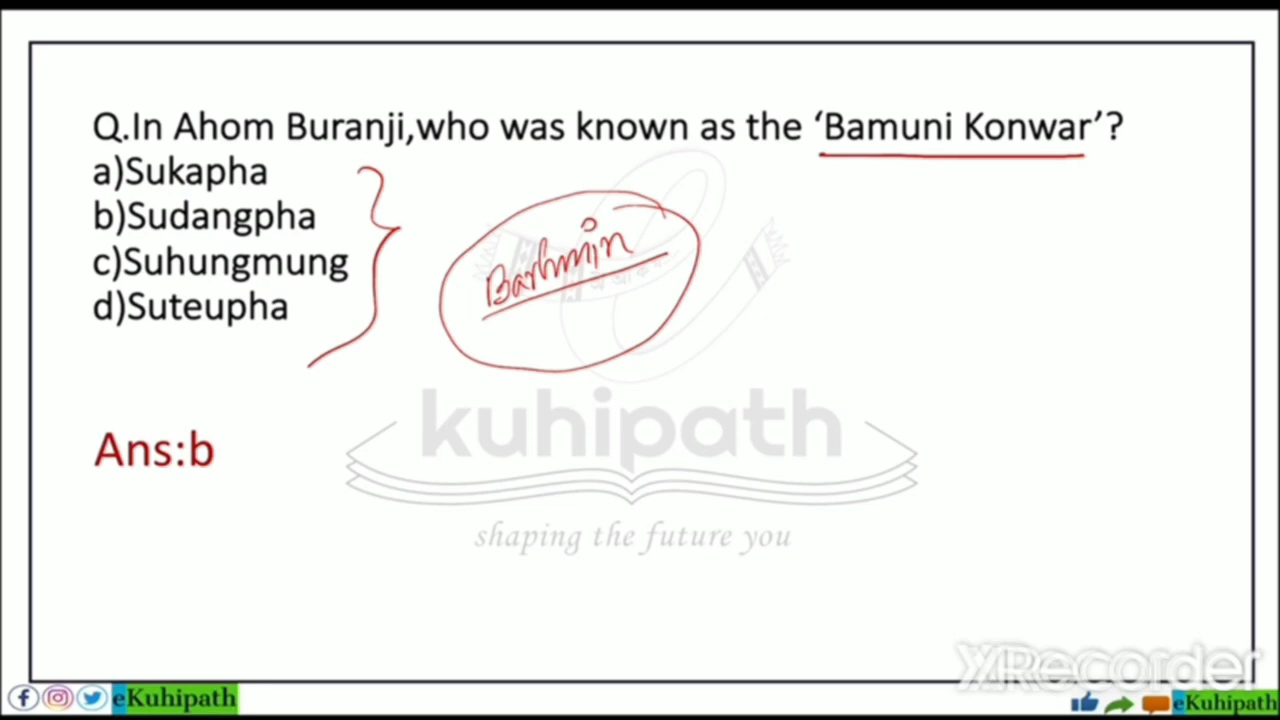 Q.In Ahom Buranji,who was known as the ‘Bamuni Konwar’?
a)Sukapha
b)Sudangpha
c)Suhungmung
d)Suteupha
Barhmin
Ans:b
kuhipath
shaping the future you
XRecorder
eKuhipath
eKuhipath